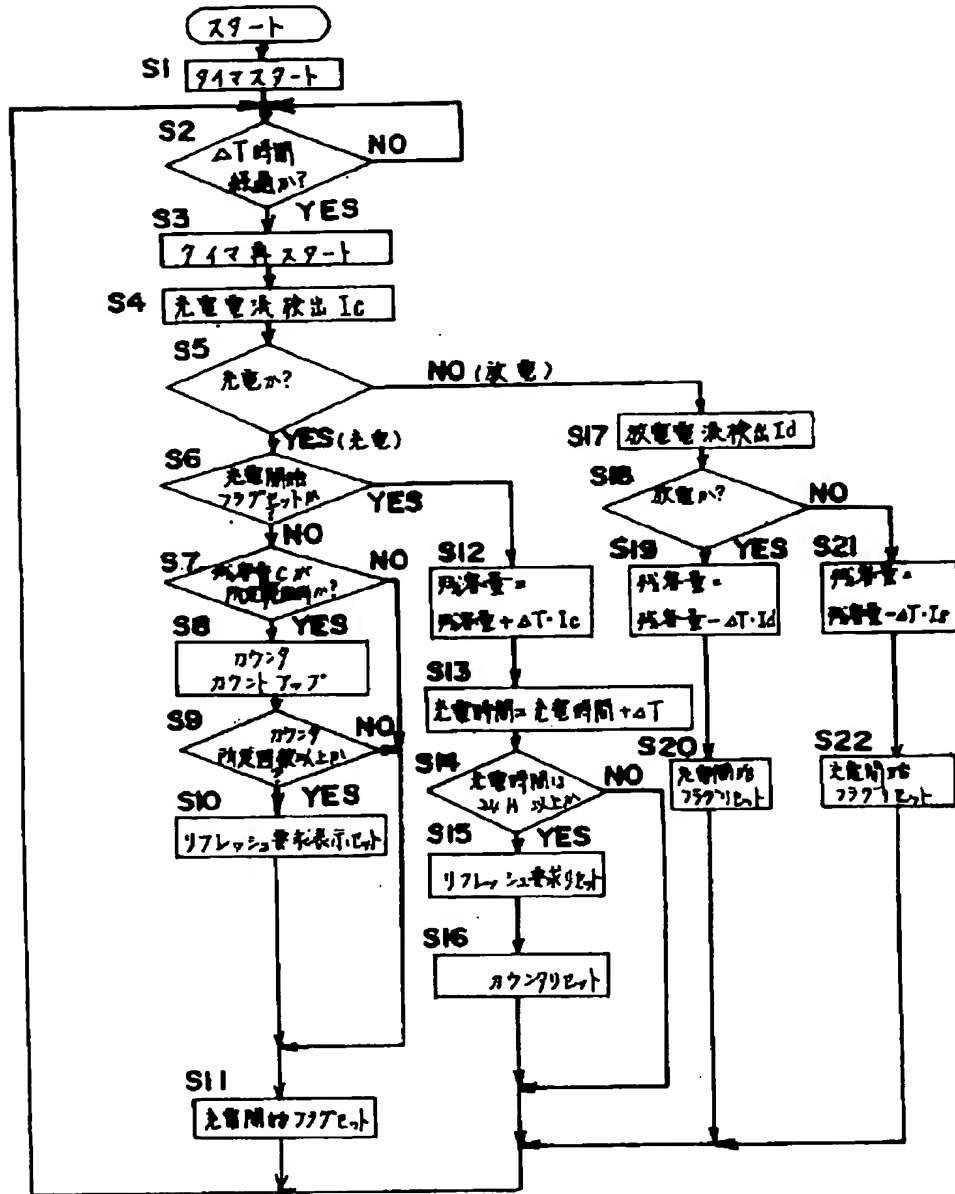 スタート
S1
タイマスタート
S2
ΔT時間
経過か?
NO
YES
S3
タイマ再スタート
S4
充電電流検出 Ic
S5
充電か?
NO (放電)
YES (充電)
S6
充電開始
フラグセットか
?
YES
NO
S7
残容量Cが
か?
NO
YES
S8
カウンタ
カウントアップ
S9
カウンタ
所定回数以上か
?
NO
YES
S10
リフレッシュ要求表示セット
S11
充電開始フラグセット
S12
残容量=
残容量+ΔT・Ic
S13
充電時間=充電時間+ΔT
S14
充電時間は
24H 以上か
NO
YES
S15
リフレッシュ要求リセット
S16
カウンタリセット
S17
放電電流検出Id
S18
放電か?
NO
YES
S19
残容量=
残容量-ΔT・Id
S20
充電開始
フラグリセット
S21
残容量=
残容量-ΔT・Is
S22
充電開始
フラグリセット